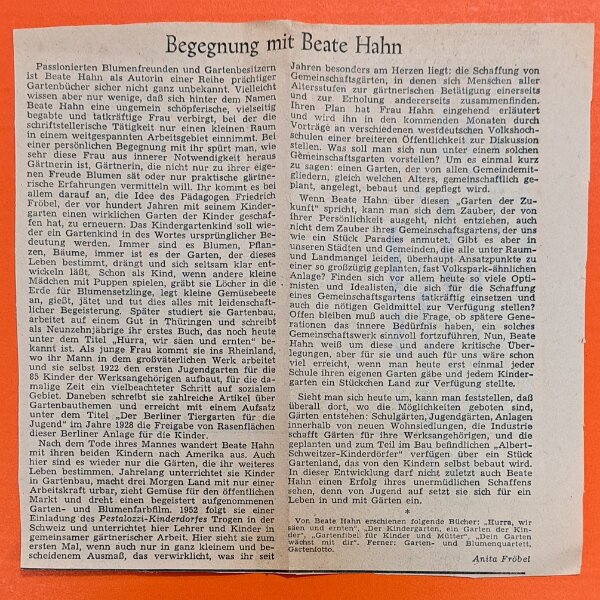 Begegnung mit Beate Hahn
Passionierten Blumenfreunden und Gartenbesitzern
ist Beate Hahn als Autorin einer Reihe prächtiger
Gartenbücher sicher nicht ganz unbekannt. Vielleicht
wissen aber nur wenige, daß sich hinter dem Namen
Beate Hahn eine ungemein schöpferische, vielseitig
begabte und tatkräftige Frau verbirgt, bei der die
schriftstellerische Tätigkeit nur einen kleinen Raum
in einem weitgespannten Arbeitsgebiet einnimmt. Bei
einer persönlichen Begegnung mit ihr spürt man, wie
sehr diese Frau aus innerer Notwendigkeit heraus
Gärtnerin ist, Gärtnerin, die nicht nur zu ihrer eige-
nen Freude Blumen sät oder nur praktische gärtne-
rische Erfahrungen vermitteln will. Ihr kommt es bei
allem darauf an, die Idee des Pädagogen Friedrich
Fröbel, der vor hundert Jahren mit seinem Kinder-
garten einen wirklichen Garten der Kinder geschaf-
fen hat, zu erneuern. Das Kindergartenkind soll wie-
der ein Gartenkind in des Wortes ursprünglicher Be-
deutung werden. Immer sind es Blumen, Pflan-
zen, Bäume, immer ist es der Garten, der dieses
Leben bestimmt, drängt und sich seltsam klar ent-
wickeln läßt. Schon als Kind, wenn andere kleine
Mädchen mit Puppen spielen, gräbt sie Löcher in die
Erde für Blumensetzlinge, legt kleine Gemüsebeete
an, gießt, jätet und tut dies alles mit leidenschaft-
licher Begeisterung. Später studiert sie Gartenbau,
arbeitet auf einem Gut in Thüringen und schreibt
als Neunzehnjährige ihr erstes Buch, das noch heute
unter dem Titel „Hurra, wir säen und ernten" be-
kannt ist. Als junge Frau kommt sie ins Rheinland,
wo ihr Mann in dem großväterlichen Werk arbeitet
und sie selbst 1922 den ersten Jugendgarten für die
85 Kinder der Werksangehörigen aufbaut, für die da-
malige Zeit ein vielbeachteter Schritt auf sozialem
Gebiet. Daneben schreibt sie zahlreiche Artikel über
Gartenbauthemen und erreicht mit einem Aufsatz
unter dem Titel „Der Berliner Tiergarten für die
Jugend" im Jahre 1928 die Freigabe von Rasenflächen
dieser Berliner Anlage für die Kinder.
Nach dem Tode ihres Mannes wandert Beate Hahn
mit ihren beiden Kindern nach Amerika aus. Auch
hier sind es wieder nur die Gärten, die ihr weiteres
Leben bestimmen. Jahrelang unterrichtet sie Kinder
in Gartenbau, macht drei Morgen Land mit nur einer
Arbeitskraft urbar, zieht Gemüse für den öffentlichen
Markt und dreht einen begeistert aufgenommenen
Garten- und Blumenfarbfilm. 1952 folgt sie einer
Einladung des Pestalozzi-Kinderdorfes Trogen in der
Schweiz und unterrichtet hier Lehrer und Kinder in
gemeinsamer gärtnerischer Arbeit. Hier sieht sie zum
ersten Mal, wenn auch nur in ganz kleinem und be-
scheidenem Ausmaß, das verwirklicht, was ihr seit
Jahren besonders am Herzen liegt: die Schaffung von
Gemeinschaftsgärten, in denen sich Menschen aller
Altersstufen zu gärtnerischer Betätigung einerseits
und zur Erholung andererseits zusammenfinden.
Ihren Plan hat Frau Hahn eingehend erläutert
und wird ihn in den kommenden Monaten durch
Vorträge an verschiedenen westdeutschen Volkshoch-
schulen einer breiteren Öffentlichkeit zur Diskussion
stellen. Was soll man sich nun unter einem solchen
Gemeinschaftsgarten vorstellen? Um es einmal kurz
zu sagen: einen Garten, der von allen Gemeindemit-
gliedern, gleich welchen Alters, gemeinschaftlich ge-
plant, angelegt, bebaut und gepflegt wird.
Wenn Beate Hahn über diesen „Garten der Zu-
kunft" spricht, kann man sich dem Zauber, der von
ihrer Persönlichkeit ausgeht, nicht entziehen, auch
nicht dem Zauber ihres Gemeinschaftsgartens, der uns
wie ein Stück Paradies anmutet. Gibt es aber in
unseren Städten und Gemeinden, die alle unter Raum-
und Landmangel leiden, überhaupt Ansatzpunkte zu
einer so großzügig geplanten, fast Volkspark-ähnlichen
Anlage? Finden sich vor allem heute so viele Opti-
misten und Idealisten, die sich für die Schaffung
eines Gemeinschaftsgartens tatkräftig einsetzen und
auch die nötigen Geldmittel zur Verfügung stellen?
Offen bleiben muß auch die Frage, ob spätere Gene-
rationen das innere Bedürfnis haben, ein solches
Gemeinschaftswerk sinnvoll fortzuführen. Nun, Beate
Hahn weiß um diese und andere kritische Über-
legungen, aber für sie und auch für uns wäre schon
viel erreicht, wenn man heute erst einmal jeder
Schule ihren eigenen Garten gäbe und jedem Kinder-
garten ein Stückchen Land zur Verfügung stellte.
Sieht man sich heute um, kann man feststellen, daß
überall dort, wo die Möglichkeiten geboten sind,
Gärten entstehen: Schulgärten, Jugendgärten, Anlagen
innerhalb von neuen Wohnsiedlungen, die Industrie
schafft Gärten für ihre Werksangehörigen, und die
geplanten und zum Teil im Bau befindlichen „Albert-
Schweitzer-Kinderdörfer" verfügen über ein Stück
Gartenland, das von den Kindern selbst bebaut wird.
In dieser Entwicklung darf nicht zuletzt auch Beate
Hahn einen Erfolg ihres unermüdlichen Schaffens
sehen, denn von Jugend auf setzt sie sich für ein
Leben in und mit Gärten ein.
*
Von Beate Hahn erschienen folgende Bücher: „Hurra, wir
säen und ernten", „Der Kindergarten, ein Garten der Kin-
der", „Gartenfibel für Kinder und Mütter", „Dein Garten
wächst mit dir". Ferner: Garten- und Blumenquartett,
Gartenlotto.
Anita Fröbel